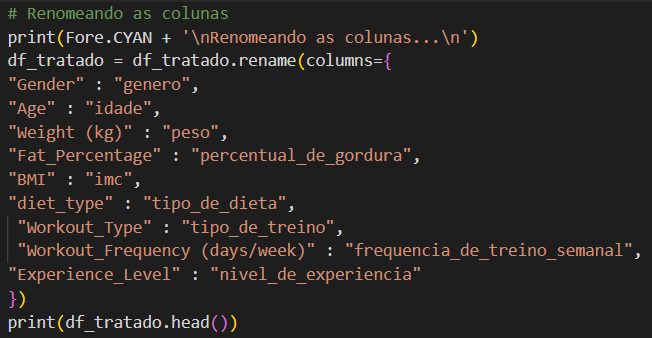 # Renomeando as colunas
print(Fore.CYAN + '\nRenomeando as colunas...\n')
df_tratado = df_tratado.rename(columns={
"Gender" : "genero",
"Age" : "idade",
"Weight (kg)" : "peso",
"Fat_Percentage" : "percentual_de_gordura",
"BMI" : "imc",
"diet_type" : "tipo_de_dieta",
"Workout_Type" : "tipo_de_treino",
"Workout_Frequency (days/week)" : "frequencia_de_treino_semanal",
"Experience_Level" : "nivel_de_experiencia"
})
print(df_tratado.head())